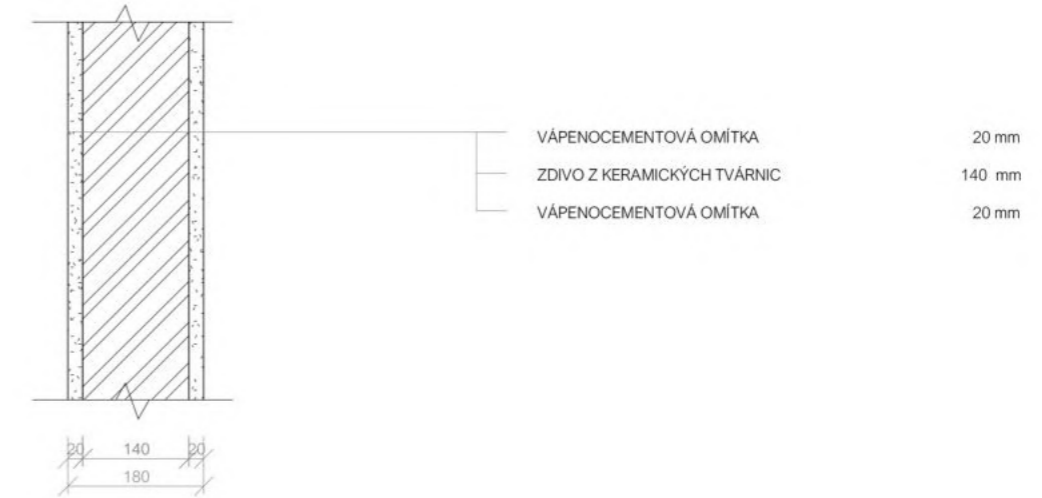 VÁPENOCEMENTOVÁ OMÍTKA 20 mm
ZDIVO Z KERAMICKÝCH TVÁRNIC 140 mm
VÁPENOCEMENTOVÁ OMÍTKA 20 mm
20 140 20
180